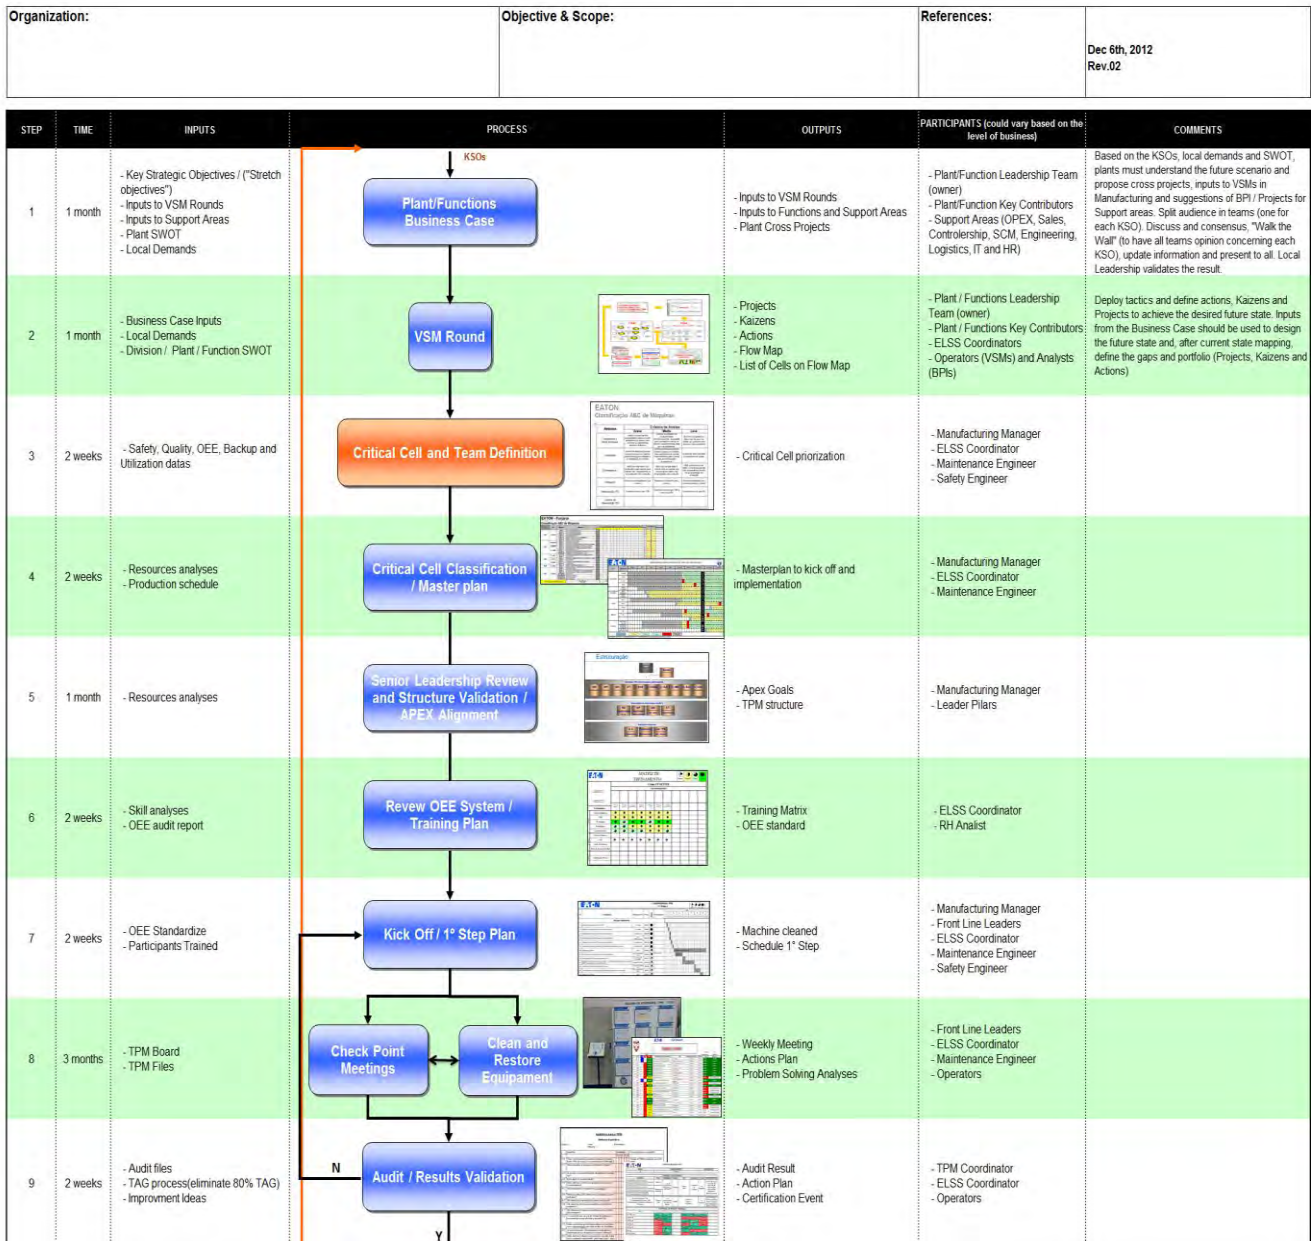 Organization:
Objective & Scope:
References:
Dec 6th, 2012
Rev.02
STEP
TIME
INPUTS
PROCESS
OUTPUTS
PARTICIPANTS (could vary based on the
level of business)
COMMENTS
1
1 month
- Key Strategic Objectives / ("Stretch
objectives")
- Inputs to VSM Rounds
- Inputs to Support Areas
- Plant SWOT
- Local Demands
KSOs
Plant/Functions
Business Case
- Inputs to VSM Rounds
- Inputs to Functions and Support Areas
- Plant Cross Projects
- Plant/Function Leadership Team
(owner)
- Plant/Function Key Contributors
- Support Areas (OPEX, Sales,
Controlership, SCM, Engineering,
Logistics, IT and HR)
Based on the KSOs, local demands and SWOT,
plants must understand the future scenario and
propose cross projects, inputs to VSMs in
Manufacturing and suggestions of BPI / Projects for
Support areas. Split audience in teams (one for
each KSO). Discuss and consensus, "Walk the
Wall" (to have all teams opinion concerning each
KSO), update information and present to all. Local
Leadership validates the result.
2
1 month
- Business Case Inputs
- Local Demands
- Division / Plant / Function SWOT
VSM Round
- Projects
- Kaizens
- Actions
- Flow Map
- List of Cells on Flow Map
- Plant / Functions Leadership
Team (owner)
- Plant / Functions Key Contributors
- ELSS Coordinators
- Operators (VSMs) and Analysts
(BPIs)
Deploy tactics and define actions, Kaizens and
Projects to achieve the desired future state. Inputs
from the Business Case should be used to design
the future state and, after current state mapping,
define the gaps and portfolio (Projects, Kaizens and
Actions)
3
2 weeks
- Safety, Quality, OEE, Backup and
Utilization datas
Critical Cell and Team Definition
EATON
Classificação ABC de Máquinas
- Critical Cell priorization
- Manufacturing Manager
- ELSS Coordinator
- Maintenance Engineer
- Safety Engineer
4
2 weeks
- Resources analyses
- Production schedule
Critical Cell Classification
/ Master plan
- Masterplan to kick off and
implementation
- Manufacturing Manager
- ELSS Coordinator
- Maintenance Engineer
5
1 month
- Resources analyses
Senior Leadership Review
and Structure Validation /
APEX Alignment
Estruturação
- Apex Goals
- TPM structure
- Manufacturing Manager
- Leader Pilars
6
2 weeks
- Skill analyses
- OEE audit report
Revew OEE System /
Training Plan
- Training Matrix
- OEE standard
- ELSS Coordinator
- RH Analist
7
2 weeks
- OEE Standardize
- Participants Trained
Kick Off / 1º Step Plan
- Machine cleaned
- Schedule 1° Step
- Manufacturing Manager
- Front Line Leaders
- ELSS Coordinator
- Maintenance Engineer
- Safety Engineer
8
3 months
- TPM Board
- TPM Files
Check Point
Meetings
Clean and
Restore
Equipament
- Weekly Meeting
- Actions Plan
- Problem Solving Analyses
- Front Line Leaders
- ELSS Coordinator
- Maintenance Engineer
- Operators
9
2 weeks
- Audit files
- TAG process(eliminate 80% TAG)
- Improvment Ideas
N
Audit / Results Validation
Y
- Audit Result
- Action Plan
- Certification Event
- TPM Coordinator
- ELSS Coordinator
- Operators